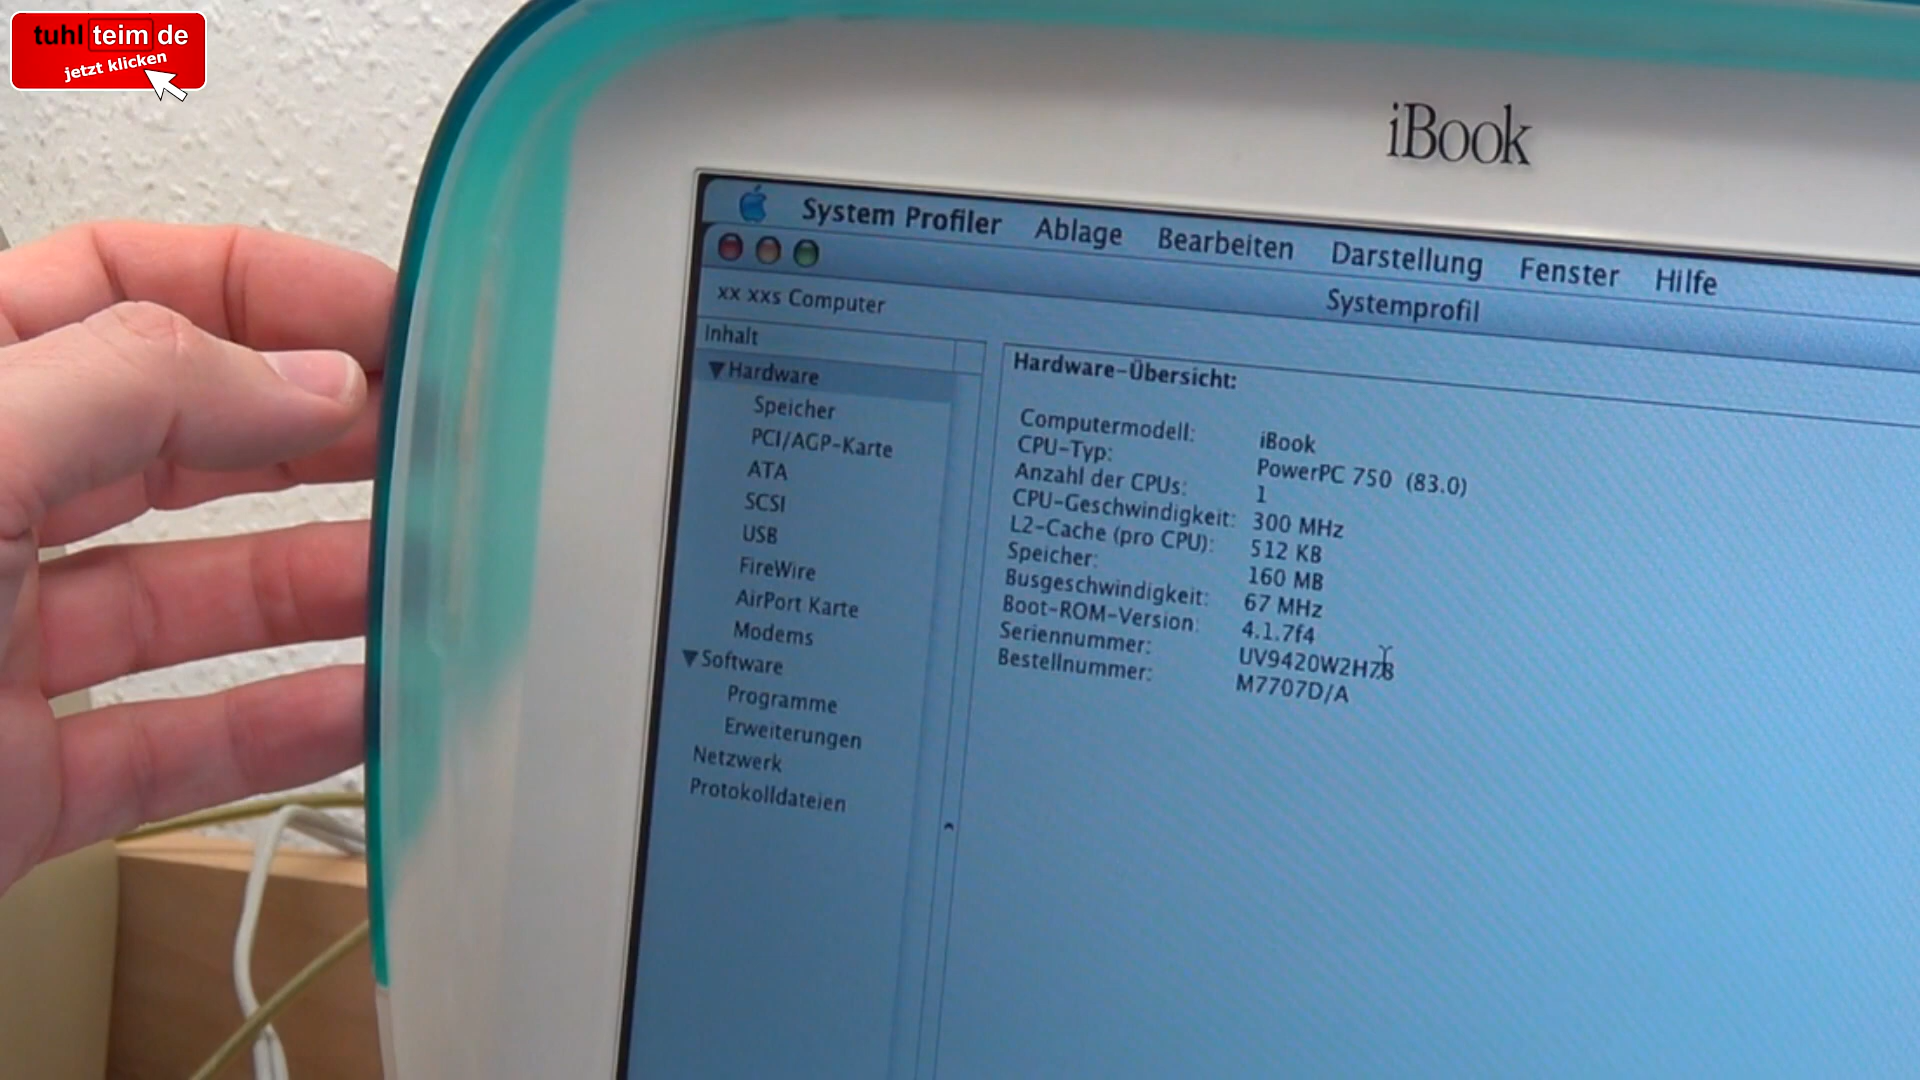 tuhl teim de
jetzt klicken
iBook
System Profiler Ablage Bearbeiten Darstellung Fenster Hilfe
Systemprofil
xx xxs Computer
Inhalt
Hardware
Speicher
PCI/AGP-Karte
ATA
SCSI
USB
FireWire
AirPort Karte
Modems
Software
Programme
Erweiterungen
Netzwerk
Protokolldateien
Hardware-Übersicht:
Computermodell: iBook
CPU-Typ: PowerPC 750 (83.0)
Anzahl der CPUs: 1
CPU-Geschwindigkeit: 300 MHz
L2-Cache (pro CPU): 512 KB
Speicher: 160 MB
Busgeschwindigkeit: 67 MHz
Boot-ROM-Version: 4.1.7f4
Seriennummer: UV9420W2H78
Bestellnummer: M7707D/A